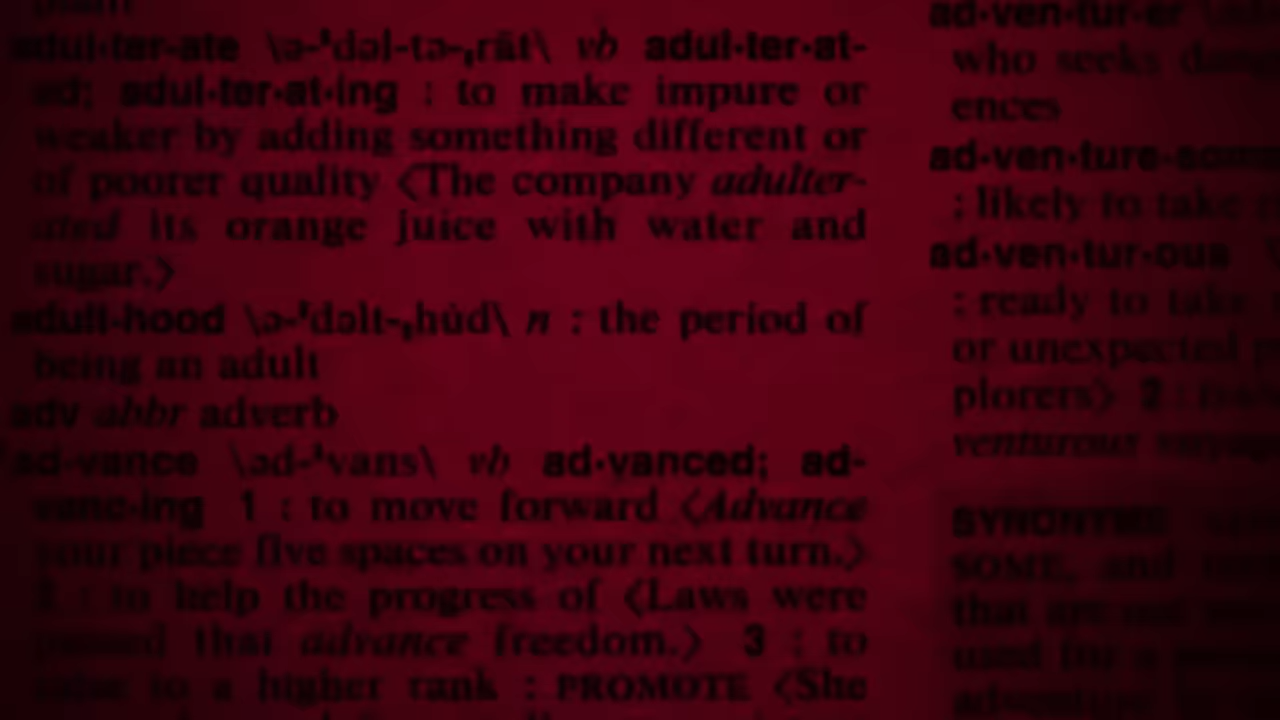 adul·ter·ate \ə-ˈdəl-tə-ˌrāt\ vb adul·ter·at-
ed; adul·ter·at·ing : to make impure or
weaker by adding something different or
of poorer quality ⟨The company adulter-
ated its orange juice with water and
sugar.⟩
adult·hood \ə-ˈdəlt-ˌhu̇d\ n : the period of
being an adult
adv abbr adverb
ad·vance \əd-ˈvans\ vb ad·vanced; ad-
vanc·ing 1 : to move forward ⟨Advance
your piece five spaces on your next turn.⟩
2 : to help the progress of ⟨Laws were
passed that advance freedom.⟩ 3 : to
raise to a higher rank : PROMOTE ⟨She
ad·ven·tur·er
who seeks
ences
ad·ven·ture·some
: likely to take
ad·ven·tur·ous
: ready to take
or unexpected
plorers⟩ 2 :
venturous
SYNONYMS
SOME, and
that are not
used for a
adventure